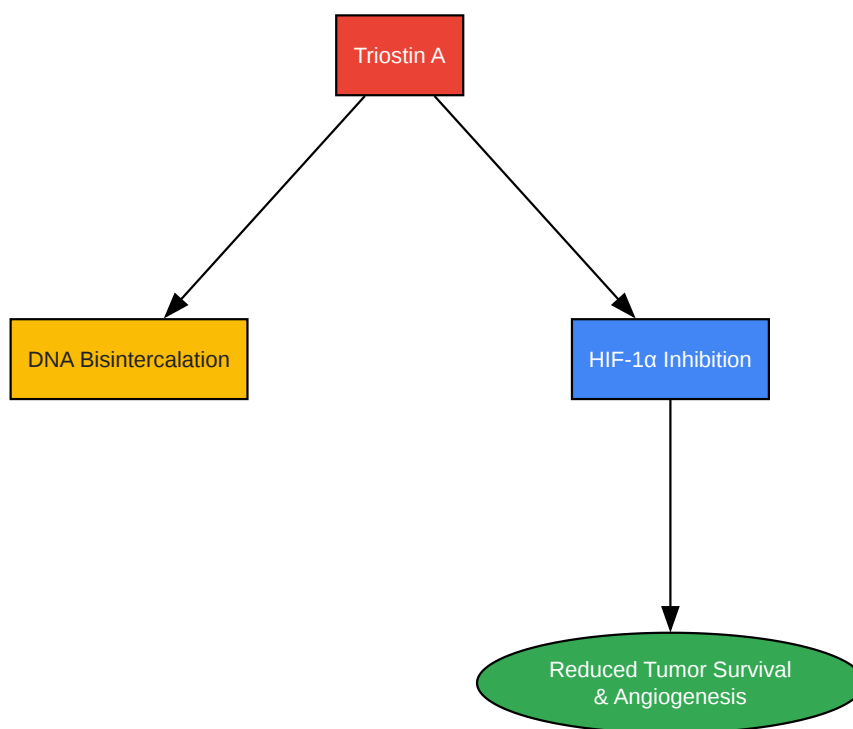 Triostin A
DNA Bisintercalation
HIF-1α Inhibition
Reduced Tumor Survival
& Angiogenesis